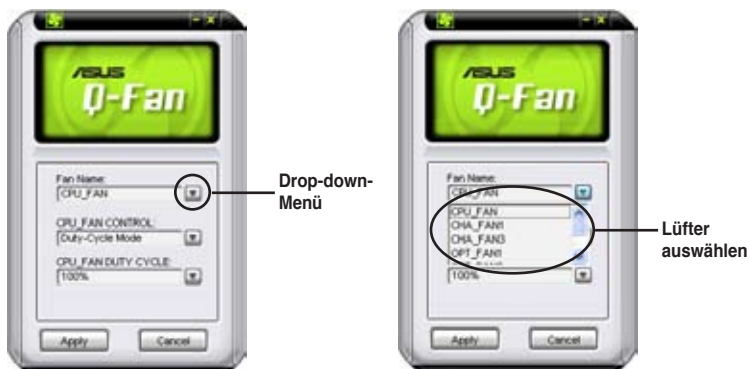 ASUS
Q-Fan
Fan Name:
CPU_FAN
CPU_FAN CONTROL:
Duty-Cycle Mode
CPU_FAN DUTY CYCLE:
100%
Apply
Cancel
Drop-down-
Menü
ASUS
Q-Fan
Fan Name:
CPU_FAN
CPU_FAN
CHA_FAN1
CHA_FAN3
OPT_FAN1
100%
Apply
Cancel
Lüfter
auswählen